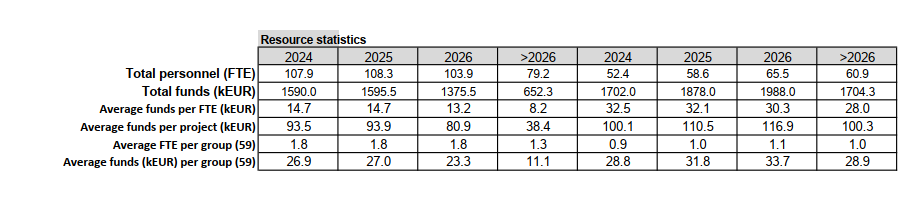 Resource statistics
2024 2025 2026 >2026 2024 2025 2026 >2026
Total personnel (FTE) 107.9 108.3 103.9 79.2 52.4 58.6 65.5 60.9
Total funds (kEUR) 1590.0 1595.5 1375.5 652.3 1702.0 1878.0 1988.0 1704.3
Average funds per FTE (kEUR) 14.7 14.7 13.2 8.2 32.5 32.1 30.3 28.0
Average funds per project (kEUR) 93.5 93.9 80.9 38.4 100.1 110.5 116.9 100.3
Average FTE per group (59) 1.8 1.8 1.8 1.3 0.9 1.0 1.1 1.0
Average funds (kEUR) per group (59) 26.9 27.0 23.3 11.1 28.8 31.8 33.7 28.9